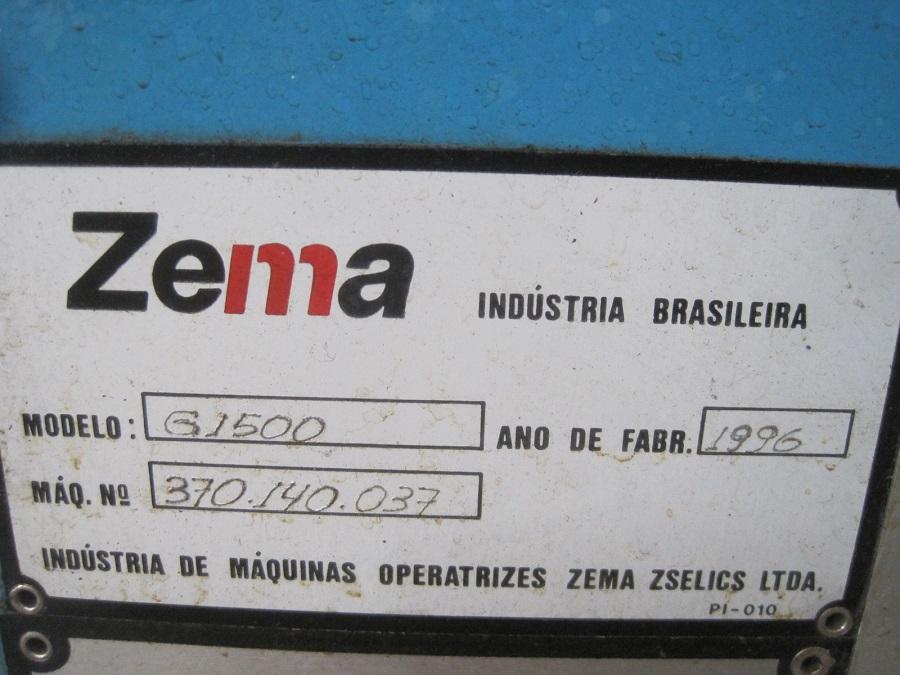 Zema
INDÚSTRIA BRASILEIRA
MODELO: G1500 ANO DE FABR. 1996
MÁQ. Nº 370.140.037
INDÚSTRIA DE MÁQUINAS OPERATRIZES ZEMA ZSELICS LTDA.
PI-010